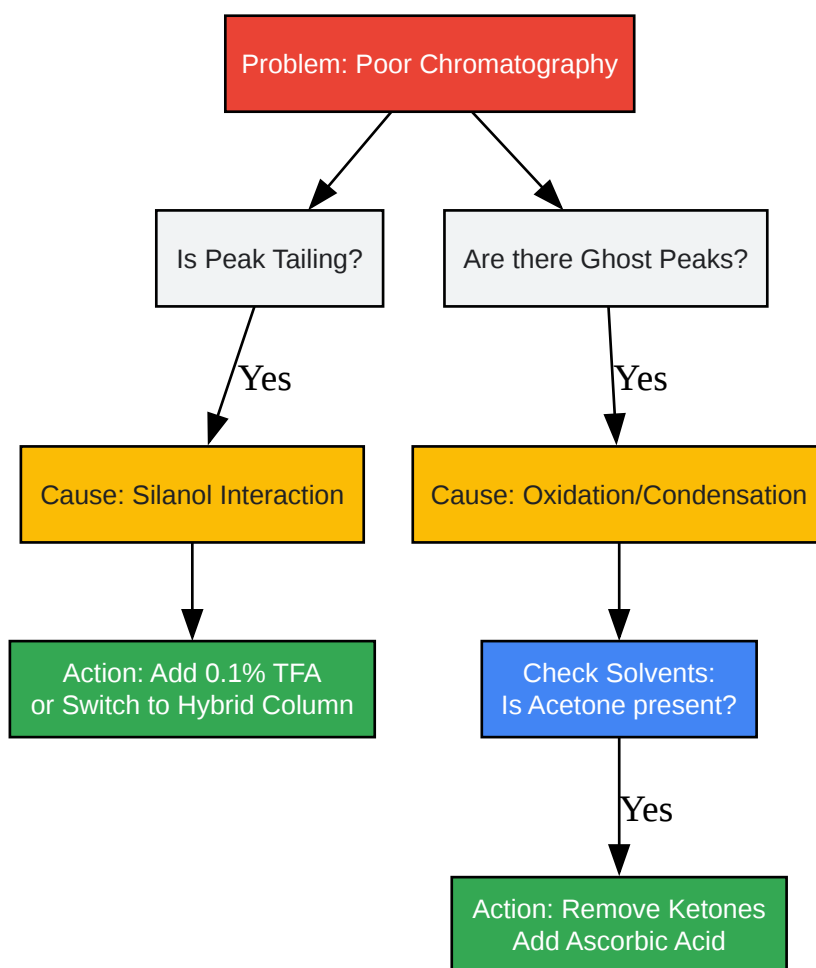 Problem: Poor Chromatography
Is Peak Tailing?
Are there Ghost Peaks?
Yes
Yes
Cause: Silanol Interaction
Cause: Oxidation/Condensation
Action: Add 0.1% TFA
or Switch to Hybrid Column
Check Solvents:
Is Acetone present?
Yes
Action: Remove Ketones
Add Ascorbic Acid